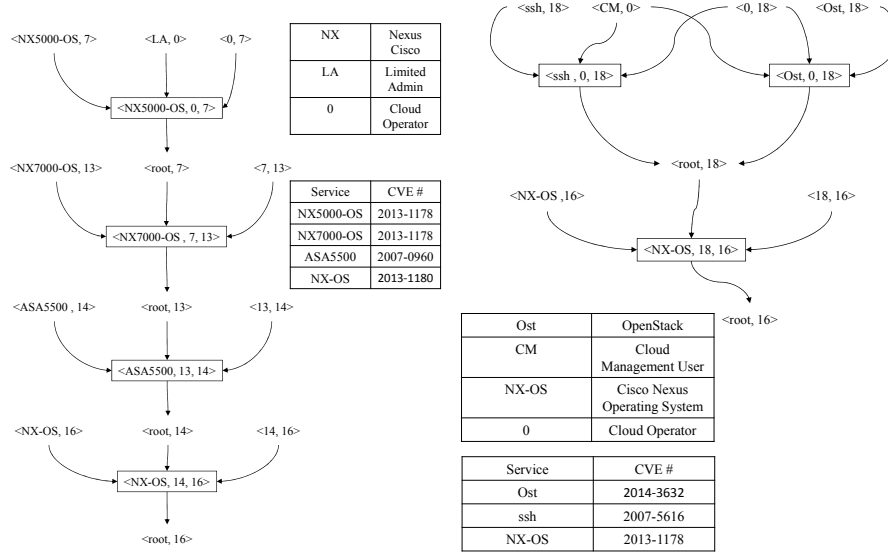 <NX5000-OS, 7>
<LA, 0>
<0, 7>
<NX5000-OS, 0, 7>
<NX7000-OS, 13>
<root, 7>
<7, 13>
<NX7000-OS , 7, 13>
<ASA5500 , 14>
<root, 13>
<13, 14>
<ASA5500, 13, 14>
<NX-OS, 16>
<root, 14>
<14, 16>
<NX-OS, 14, 16>
<root, 16>
NX Nexus
Cisco
LA Limited
Admin
0 Cloud
Operator
Service CVE #
NX5000-OS 2013-1178
NX7000-OS 2013-1178
ASA5500 2007-0960
NX-OS 2013-1180
<ssh, 18>
<CM, 0>
<0, 18>
<Ost, 18>
<ssh , 0, 18>
<Ost, 0, 18>
<root, 18>
<NX-OS ,16>
<18, 16>
<NX-OS, 18, 16>
<root, 16>
Ost OpenStack
CM Cloud
Management User
NX-OS Cisco Nexus
Operating System
0 Cloud Operator
Service CVE #
Ost 2014-3632
ssh 2007-5616
NX-OS 2013-1178